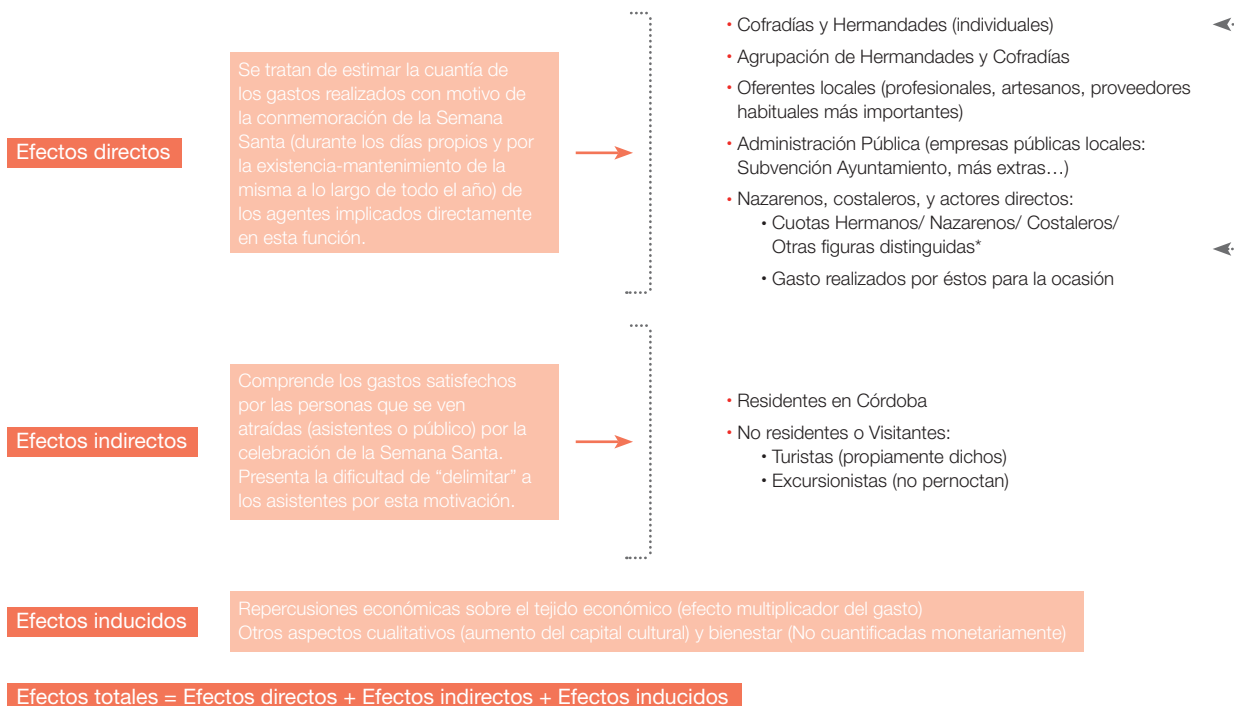 Efectos directos
Se tratan de estimar la cuantía de
los gastos realizados con motivo de
la conmemoración de la Semana
Santa (durante los días propios y por
la existencia-mantenimiento de la
misma a lo largo de todo el año) de
los agentes implicados directamente
en esta función.
• Cofradías y Hermandades (individuales)
• Agrupación de Hermandades y Cofradías
• Oferentes locales (profesionales, artesanos, proveedores
habituales más importantes)
• Administración Pública (empresas públicas locales:
Subvención Ayuntamiento, más extras…)
• Nazarenos, costaleros, y actores directos:
• Cuotas Hermanos/ Nazarenos/ Costaleros/
Otras figuras distinguidas*
• Gasto realizados por éstos para la ocasión
Efectos indirectos
Comprende los gastos satisfechos
por las personas que se ven
atraídas (asistentes o público) por la
celebración de la Semana Santa.
Presenta la dificultad de “delimitar” a
los asistentes por esta motivación.
• Residentes en Córdoba
• No residentes o Visitantes:
• Turistas (propiamente dichos)
• Excursionistas (no pernoctan)
Efectos inducidos
Repercusiones económicas sobre el tejido económico (efecto multiplicador del gasto)
Otros aspectos cualitativos (aumento del capital cultural) y bienestar (No cuantificadas monetariamente)
Efectos totales = Efectos directos + Efectos indirectos + Efectos inducidos